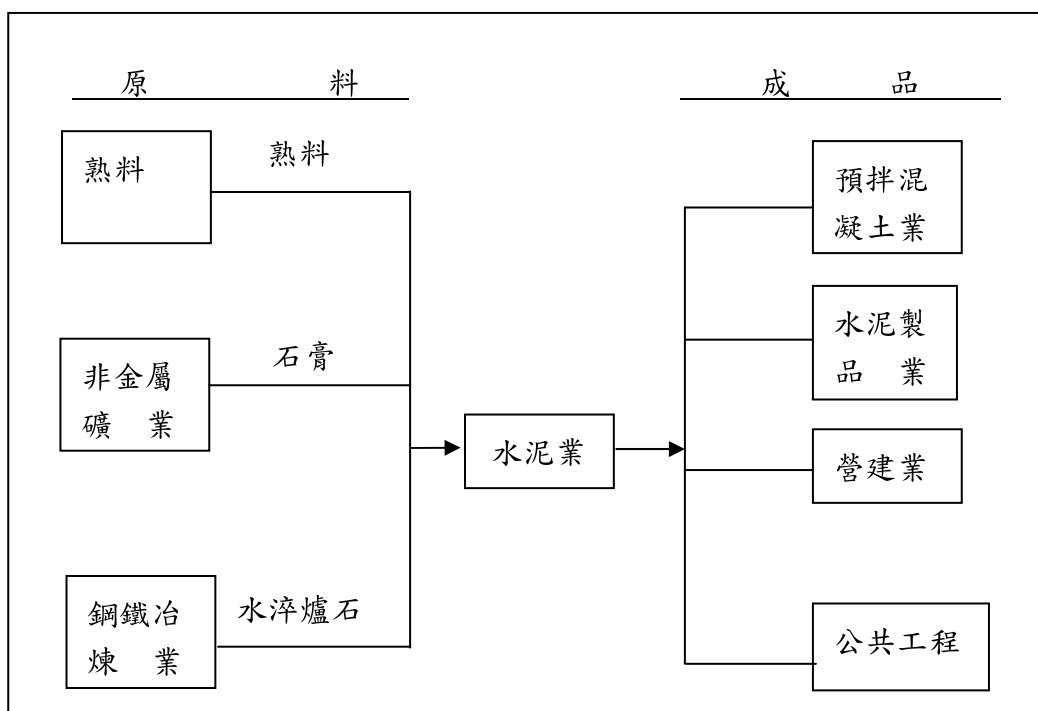 原　　　料
熟料
熟料
非金屬
礦　業
石膏
鋼鐵冶
煉　業
水淬爐石
水泥業
成　　品
預拌混
凝土業
水泥製
品　業
營建業
公共工程